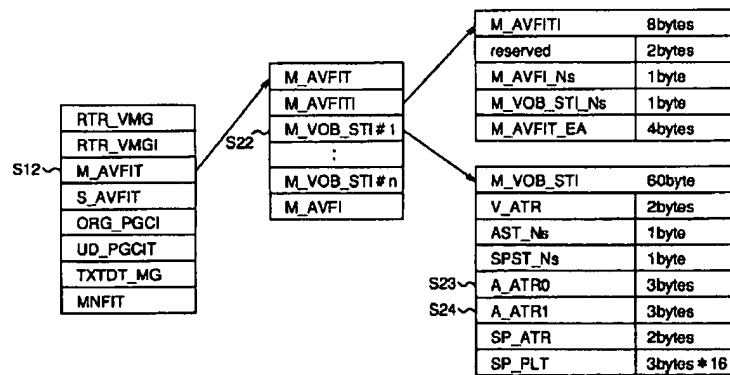 RTR_VMG
RTR_VMGI
S12 M_AVFIT
S_AVFIT
ORG_PGCI
UD_PGCIT
TXTDT_MG
MNFIT
M_AVFIT
M_AVFITI
S22 M_VOB_STI#1
:
M_VOB_STI#n
M_AVFI
M_AVFITI 8bytes
reserved 2bytes
M_AVFI_Ns 1byte
M_VOB_STI_Ns 1byte
M_AVFIT_EA 4bytes
M_VOB_STI 60byte
V_ATR 2bytes
AST_Ns 1byte
SPST_Ns 1byte
S23 A_ATR0 3bytes
S24 A_ATR1 3bytes
SP_ATR 2bytes
SP_PLT 3bytes*16